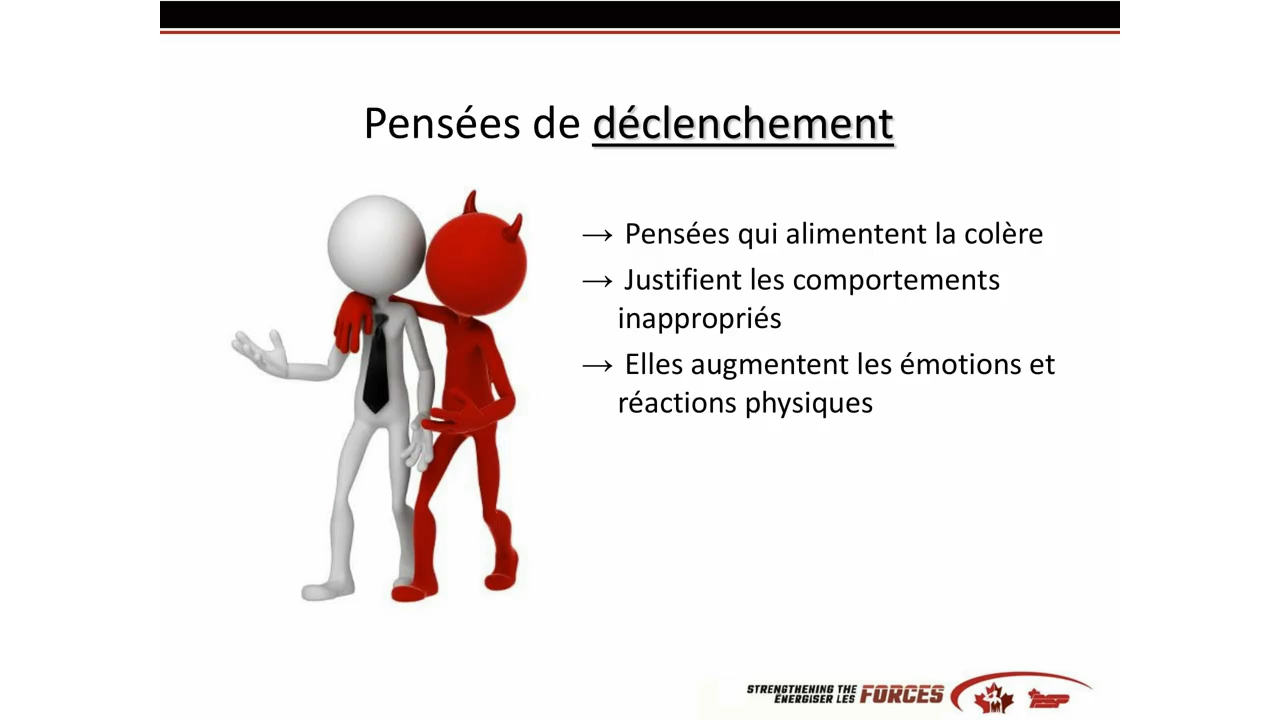 Pensées de déclenchement
→ Pensées qui alimentent la colère
→ Justifient les comportements
inappropriés
→ Elles augmentent les émotions et
réactions physiques
STRENGTHENING THE
ÉNERGISER LES FORCES
PSP